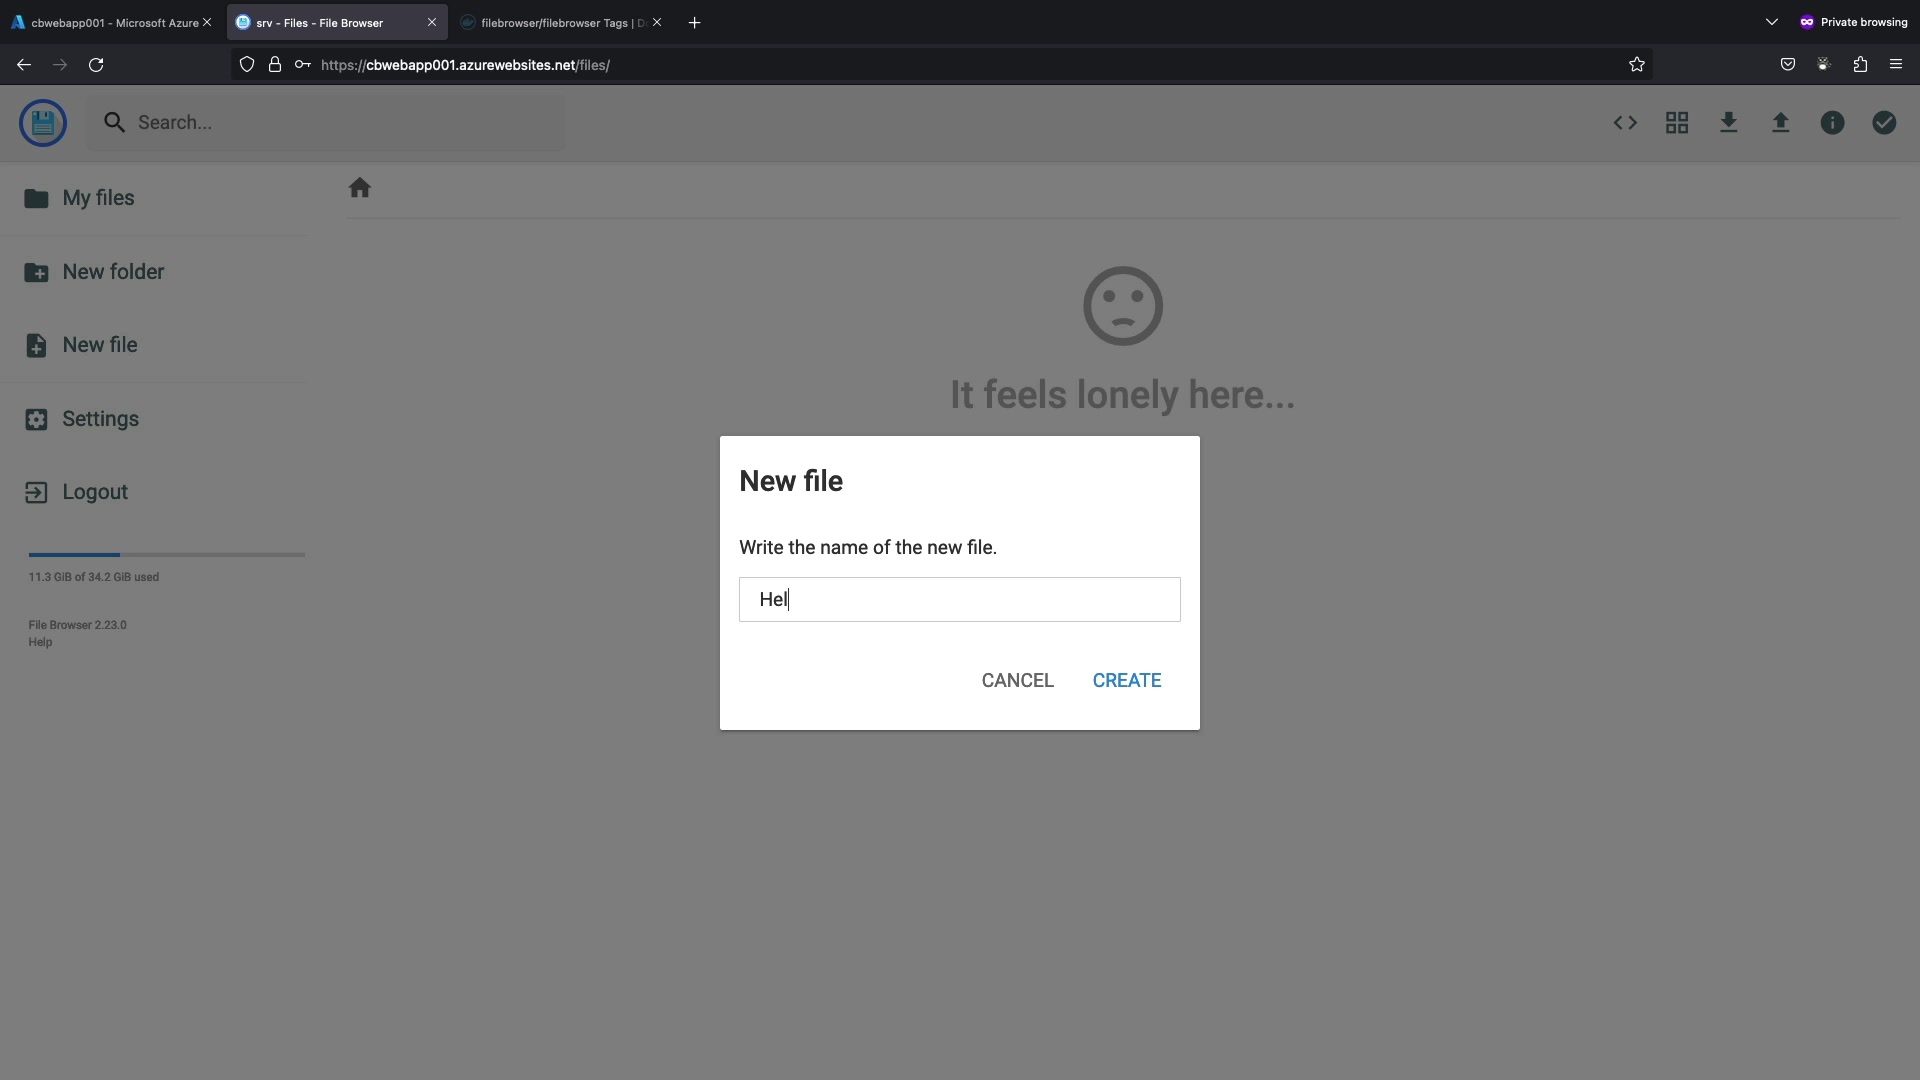 cbwebapp001 - Microsoft Azure
srv - Files - File Browser
filebrowser/filebrowser Tags |
Private browsing
https://cbwebapp001.azurewebsites.net/files/
Search...
My files
New folder
New file
Settings
Logout
11.3 GiB of 34.2 GiB used
File Browser 2.23.0
Help
It feels lonely here...
New file
Write the name of the new file.
Hel
CANCEL CREATE